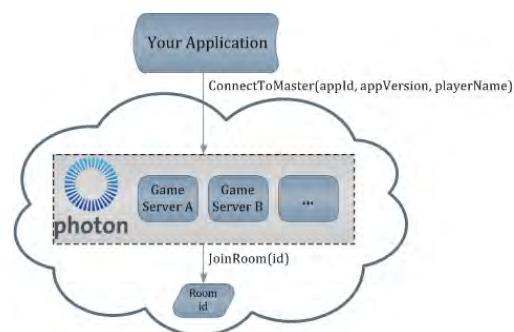 Your Application
ConnectToMaster(appId, appVersion, playerName)
photon
Game
Server A
Game
Server B
...
JoinRoom(id)
Room
id